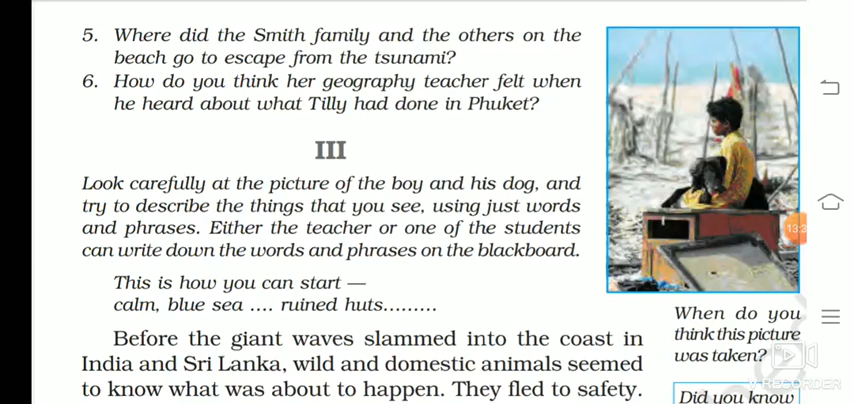 5. Where did the Smith family and the others on the
beach go to escape from the tsunami?
6. How do you think her geography teacher felt when
he heard about what Tilly had done in Phuket?
III
Look carefully at the picture of the boy and his dog, and
try to describe the things that you see, using just words
and phrases. Either the teacher or one of the students
can write down the words and phrases on the blackboard.
This is how you can start —
calm, blue sea .... ruined huts.........
Before the giant waves slammed into the coast in
India and Sri Lanka, wild and domestic animals seemed
to know what was about to happen. They fled to safety.
13:3
When do you
think this picture
was taken?
RECORDER
Did you know